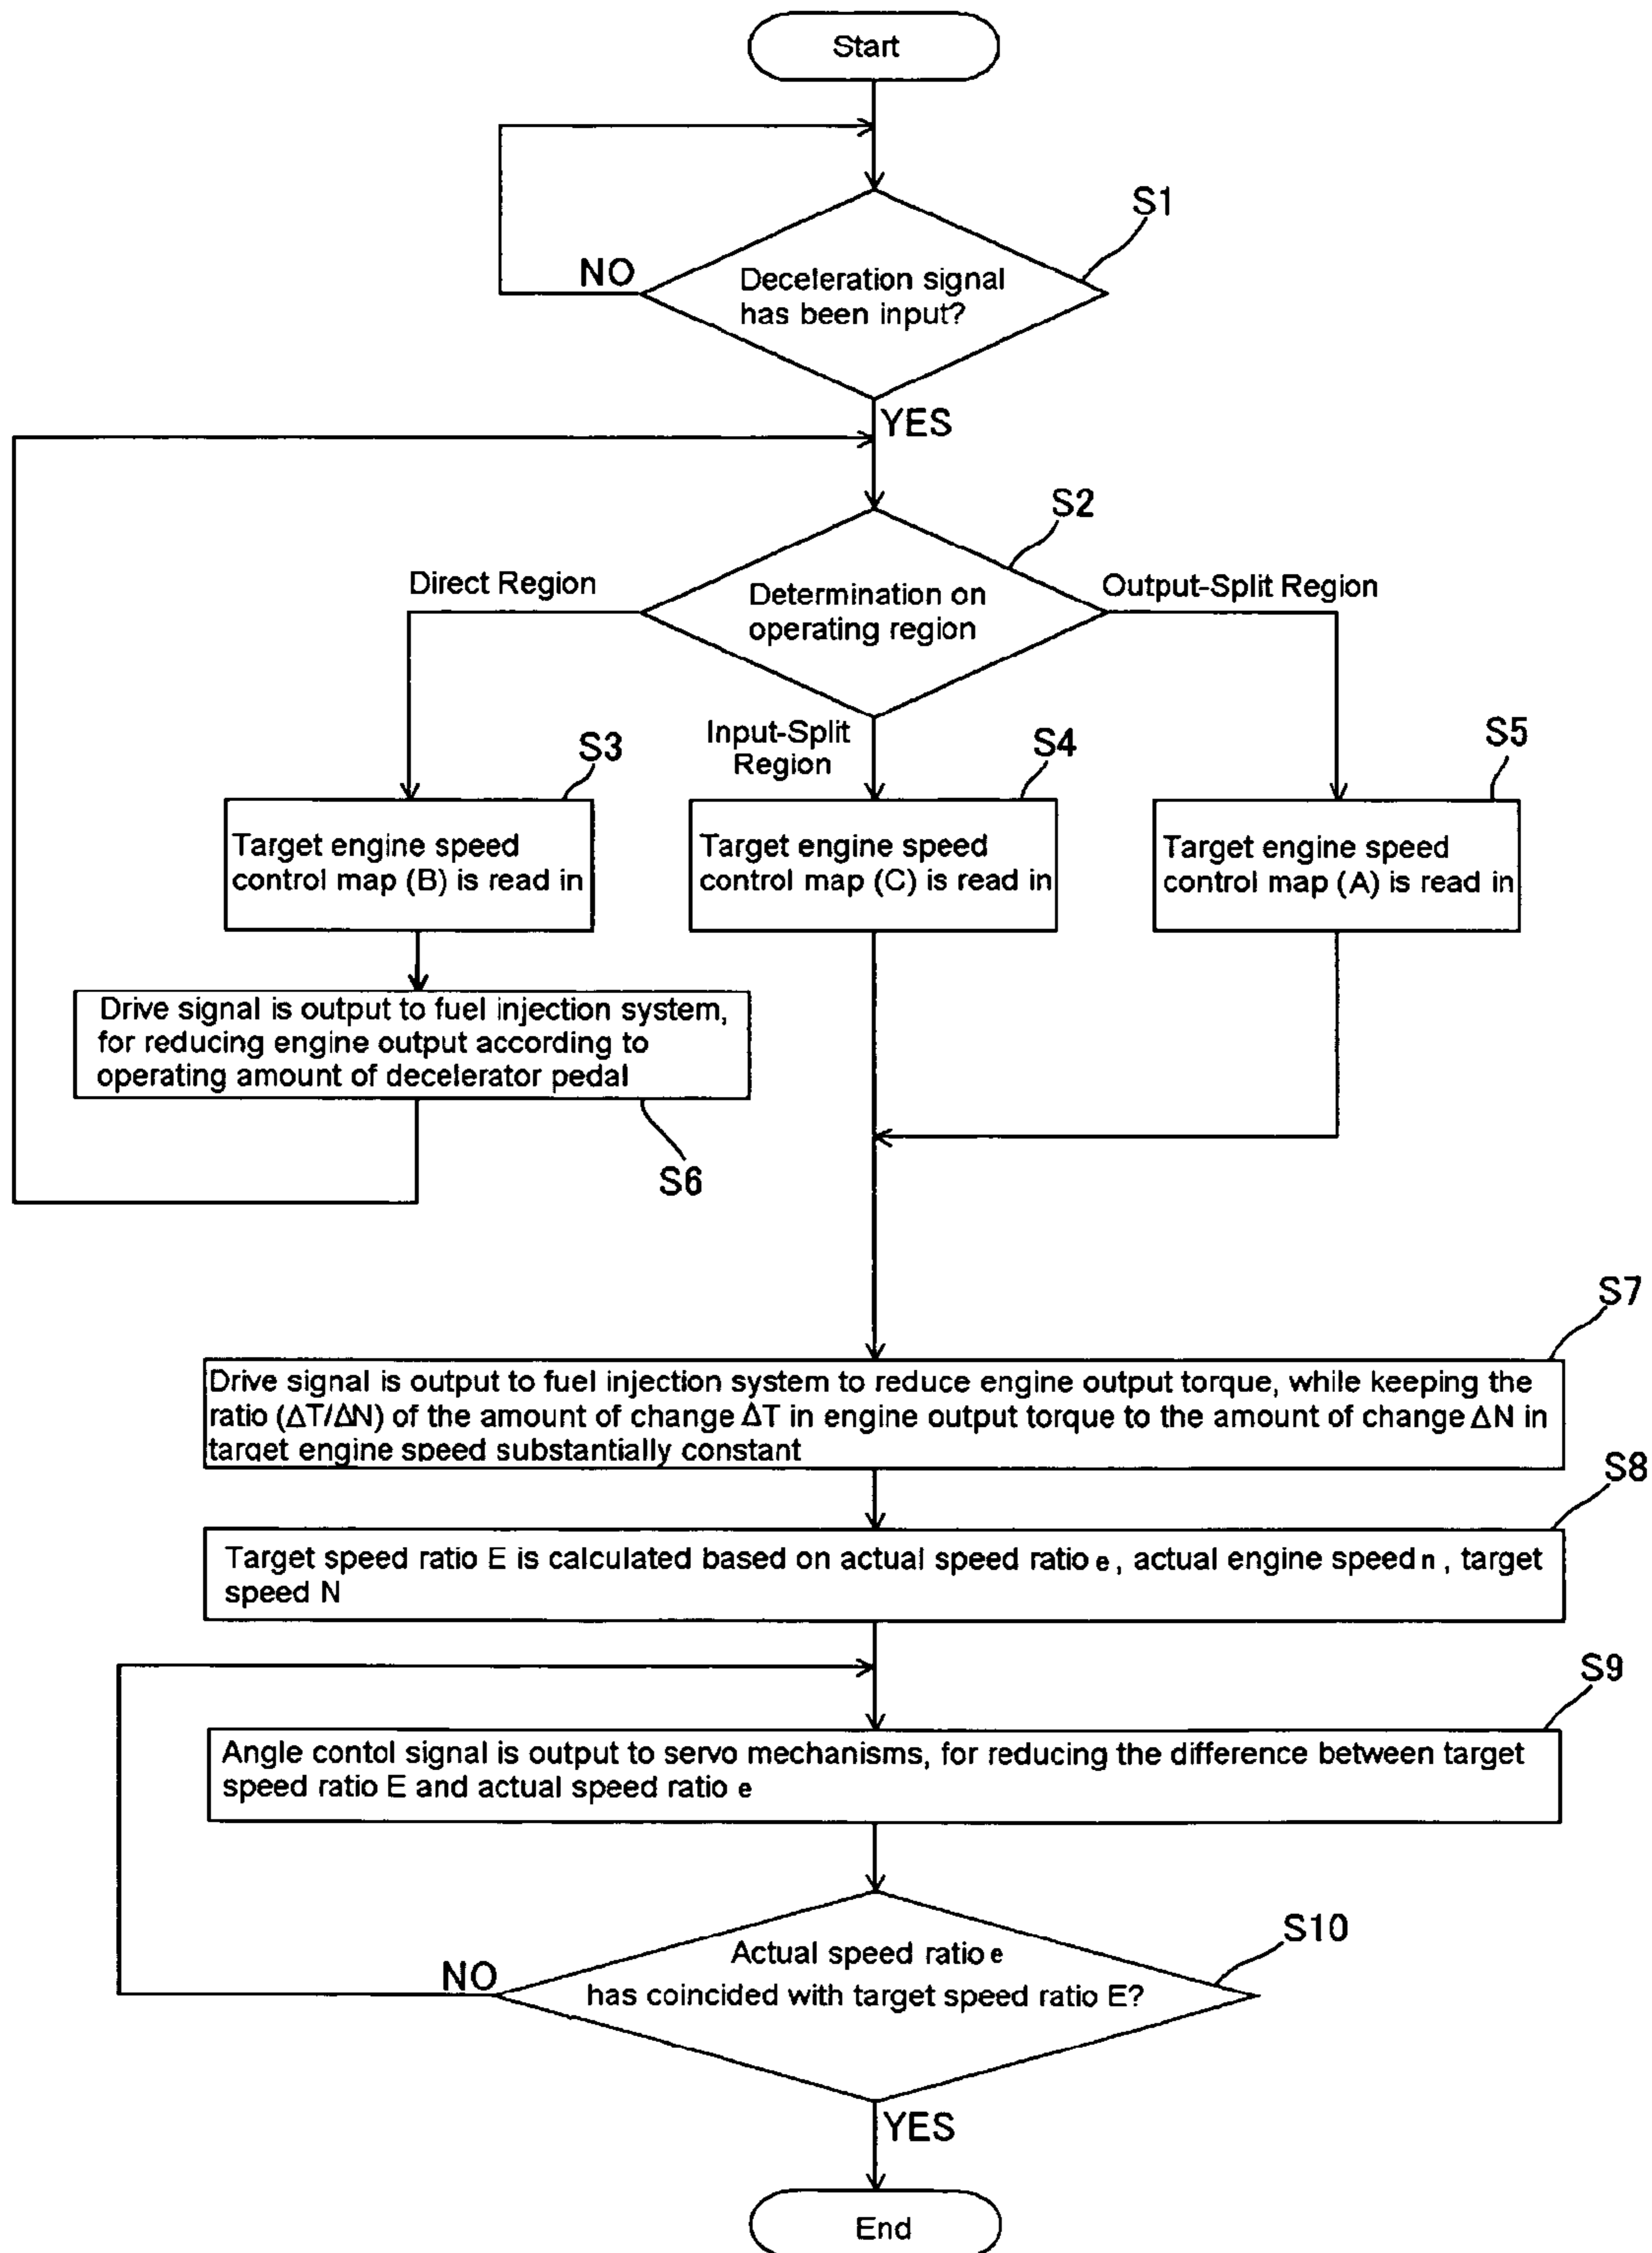 Start
S1
NO
Deceleration signal
has been input?
YES
S2
Direct Region
Determination on
operating region
Output-Split Region
Input-Split
Region
S3
S4
S5
Target engine speed
control map (B) is read in
Target engine speed
control map (C) is read in
Target engine speed
control map (A) is read in
Drive signal is output to fuel injection system,
for reducing engine output according to
operating amount of decelerator pedal
S6
S7
Drive signal is output to fuel injection system to reduce engine output torque, while keeping the
ratio (ΔT/ΔN) of the amount of change ΔT in engine output torque to the amount of change ΔN in
target engine speed substantially constant
S8
Target speed ratio E is calculated based on actual speed ratio e, actual engine speed n, target
speed N
S9
Angle contol signal is output to servo mechanisms, for reducing the difference between target
speed ratio E and actual speed ratio e
S10
Actual speed ratio e
has coincided with target speed ratio E?
NO
YES
End